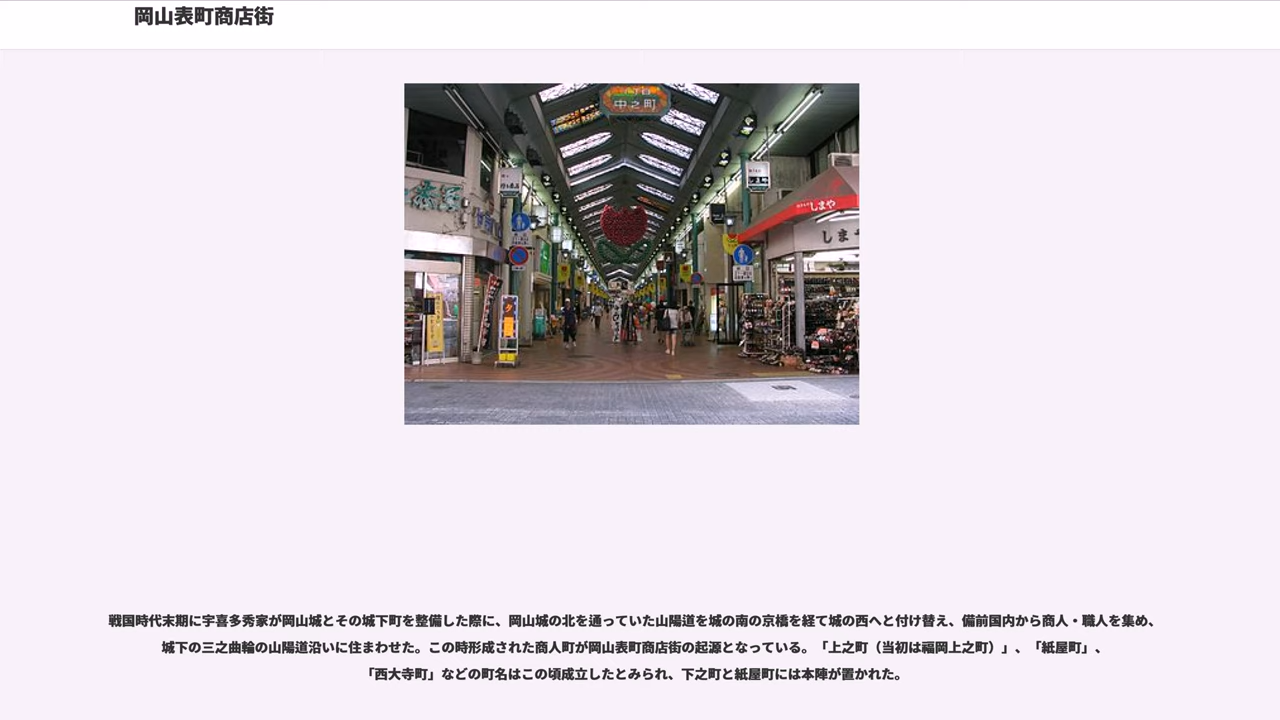 岡山表町商店街
中之町
しまや
しまや
戦国時代末期に宇喜多秀家が岡山城とその城下町を整備した際に、岡山城の北を通っていた山陽道を城の南の京橋を経て城の西へと付け替え、備前国内から商人・職人を集め、
城下の三之曲輪の山陽道沿いに住まわせた。この時形成された商人町が岡山表町商店街の起源となっている。「上之町（当初は福岡上之町）」、「紙屋町」、
「西大寺町」などの町名はこの頃成立したとみられ、下之町と紙屋町には本陣が置かれた。